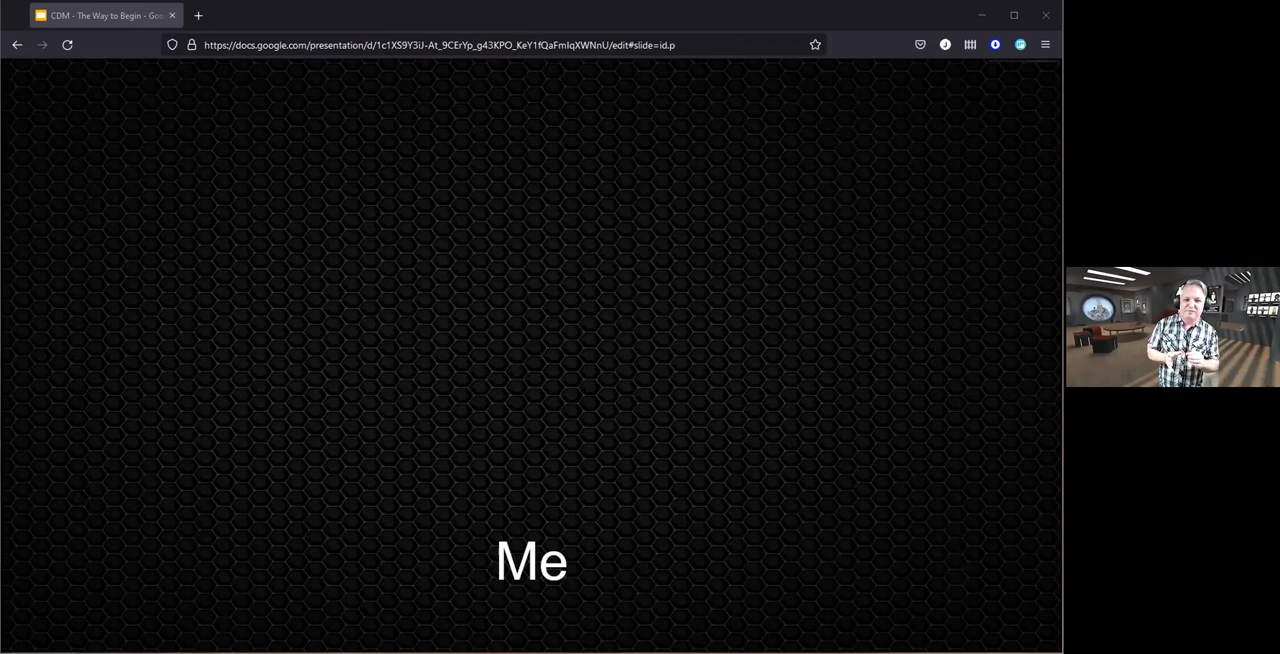 CDM - The Way to Begin - Goo
https://docs.google.com/presentation/d/1c1XS9Y3iJ-At_9CErYp_g43KPO_KeY1fQaFmIqXWNnU/edit#slide=id.p
J
Me